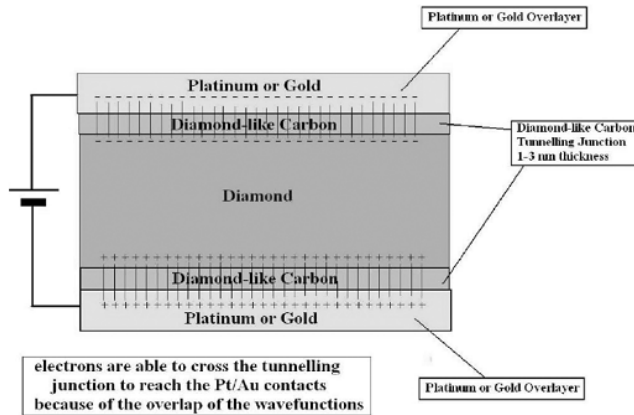 Platinum or Gold Overlayer
Platinum or Gold
Diamond-like Carbon
Diamond-like Carbon
Tunnelling Junction
1-3 nm thickness
Diamond
Diamond-like Carbon
Platinum or Gold
electrons are able to cross the tunnelling
junction to reach the Pt/Au contacts
because of the overlap of the wavefunctions
Platinum or Gold Overlayer